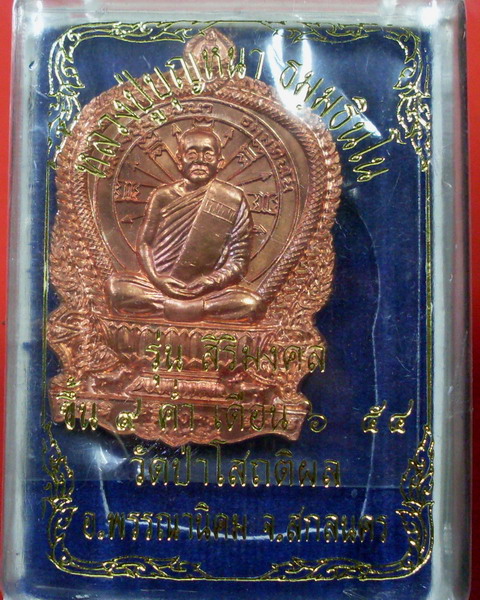 หลวงปู่บุญหนา ธมฺมธินฺโน
รุ่น สิริมงคล
ขึ้น ๙ ค่ำ เดือน ๖ ๕๔
วัดป่าโสตถิผล
อ.พรรณานิคม จ.สกลนคร